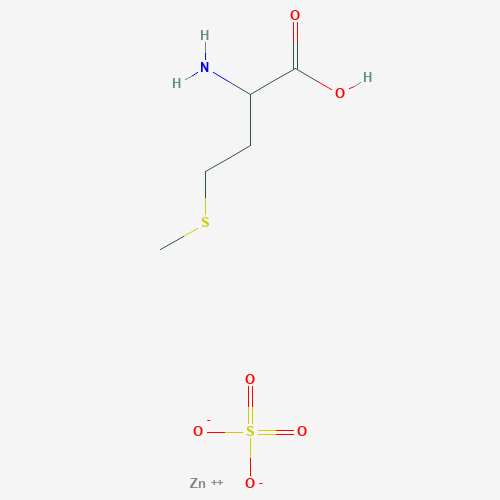 O
H
H N
H O
S
O
O - S O
Zn ++ O -